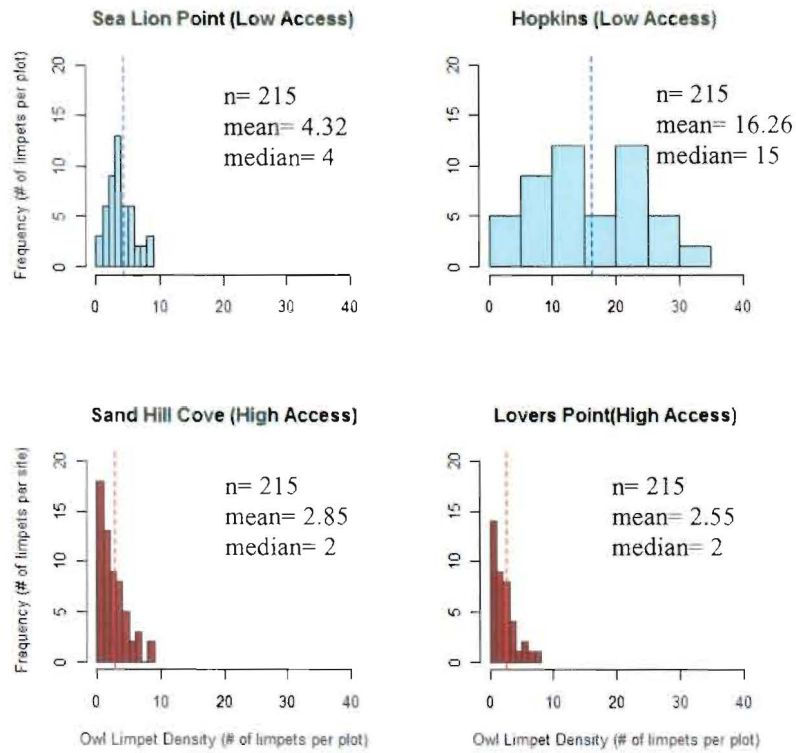 Sea Lion Point (Low Access)
Frequency (# of limpets per plot)
20
15
10
5
0
n= 215
mean= 4.32
median= 4
0 10 20 30 40
Hopkins (Low Access)
20
15
10
5
0
n= 215
mean= 16.26
median= 15
0 10 20 30 40
Sand Hill Cove (High Access)
Frequency (# of limpets per site)
20
15
10
5
0
n= 215
mean= 2.85
median= 2
0 10 20 30 40
Owl Limpet Density (# of limpets per plot)
Lovers Point(High Access)
20
15
10
5
0
n= 215
mean= 2.55
median= 2
0 10 20 30 40
Owl Limpet Density (# of limpets per plot)